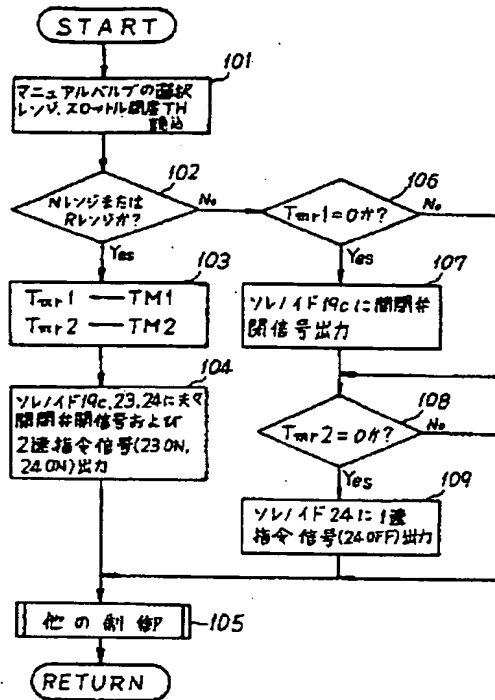 START
101
マニュアルバルブの選択
レンジ、スロットル開度TH
読込
102
Nレンジまたは
Rレンジか?
No
Yes
103
Tmr1 ← TM1
Tmr2 ← TM2
104
ソレノイド19c,23,24に夫々
開閉弁開信号および
2速指令信号(23ON,
24ON)出力
106
Tmr1=0か?
No
Yes
107
ソレノイド19cに開閉弁
閉信号出力
108
Tmr2=0か?
No
Yes
109
ソレノイド24に1速
指令信号(24OFF)出力
他の制御
105
RETURN